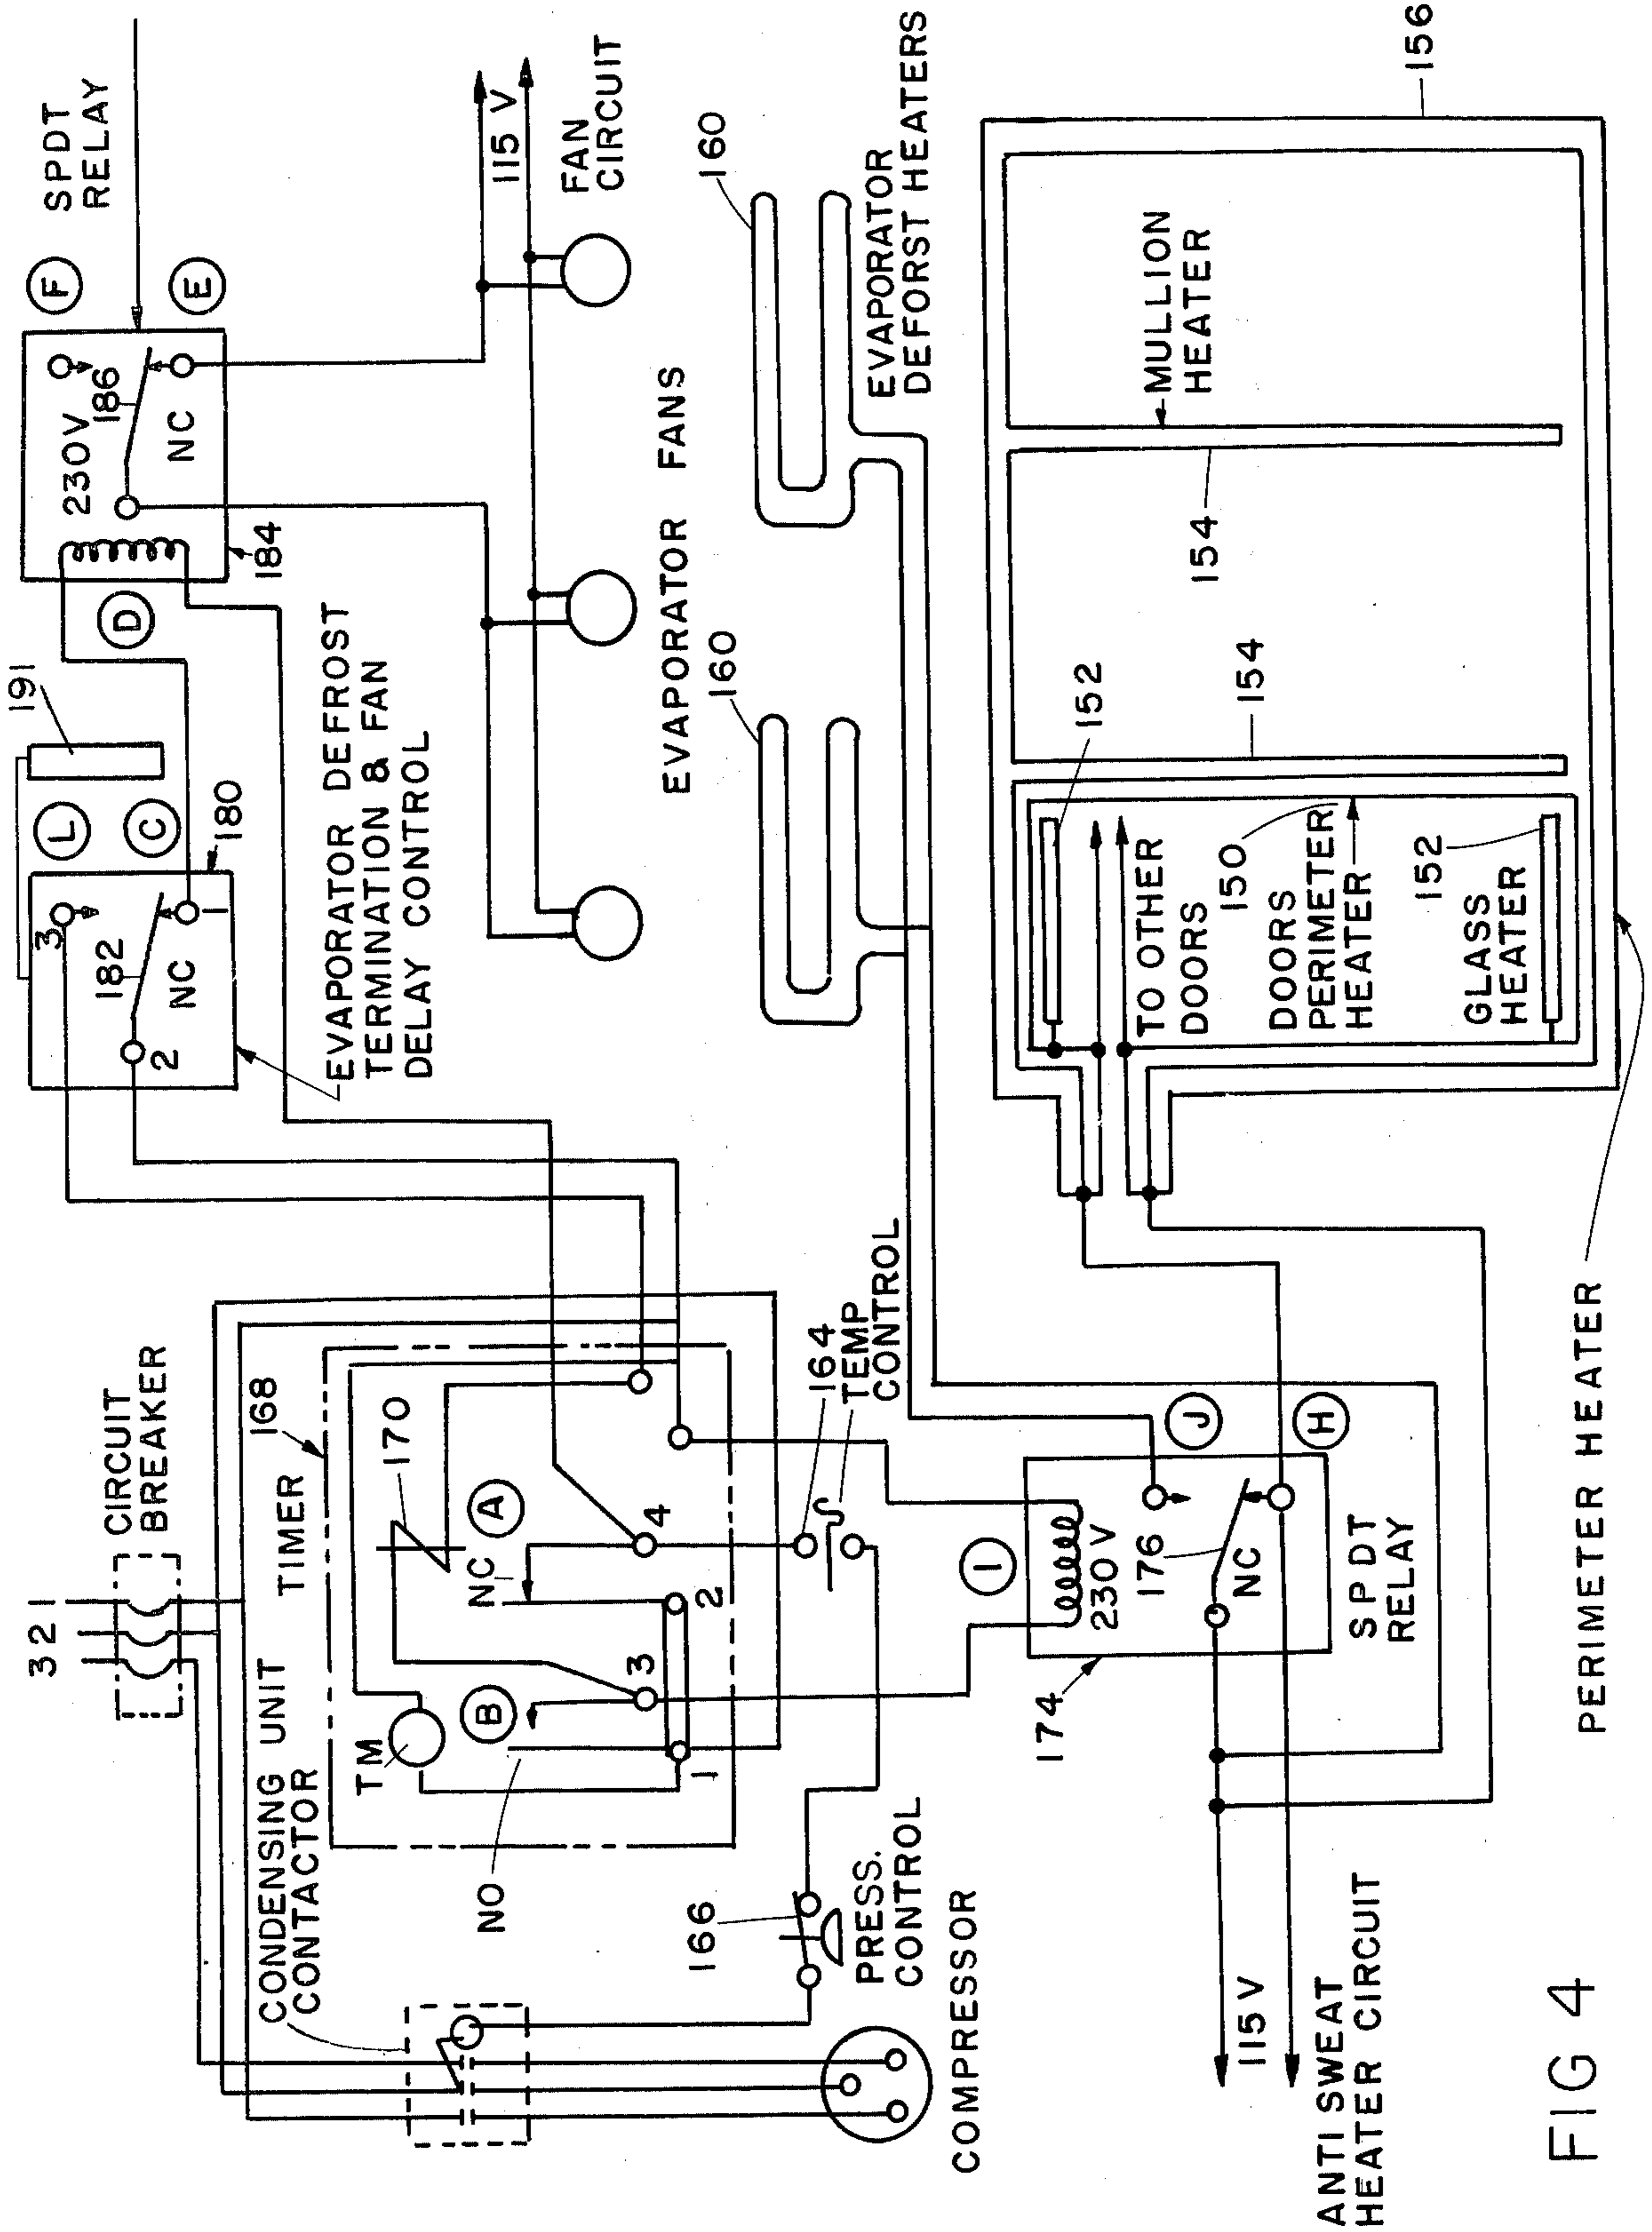 3 2 1
CIRCUIT
BREAKER
CONDENSING UNIT
CONTACTOR
TIMER
168
TM
170
NC
A
B
NO
1
2
3
4
164
TEMP
CONTROL
166
PRESS.
CONTROL
COMPRESSOR
3
182
NC
2
1
L
C
180
191
EVAPORATOR DEFROST
TERMINATION & FAN
DELAY CONTROL
D
184
230V
186
NC
F
E
SPDT
RELAY
115 V
FAN
CIRCUIT
EVAPORATOR FANS
160
160
EVAPORATOR
DEFORST HEATERS
I
J
H
174
230 V
176
NC
SPDT
RELAY
115 V
ANTI SWEAT
HEATER CIRCUIT
152
TO OTHER
DOORS
150
DOORS
PERIMETER
HEATER
152
GLASS
HEATER
154
154
MULLION
HEATER
156
PERIMETER HEATER
FIG 4